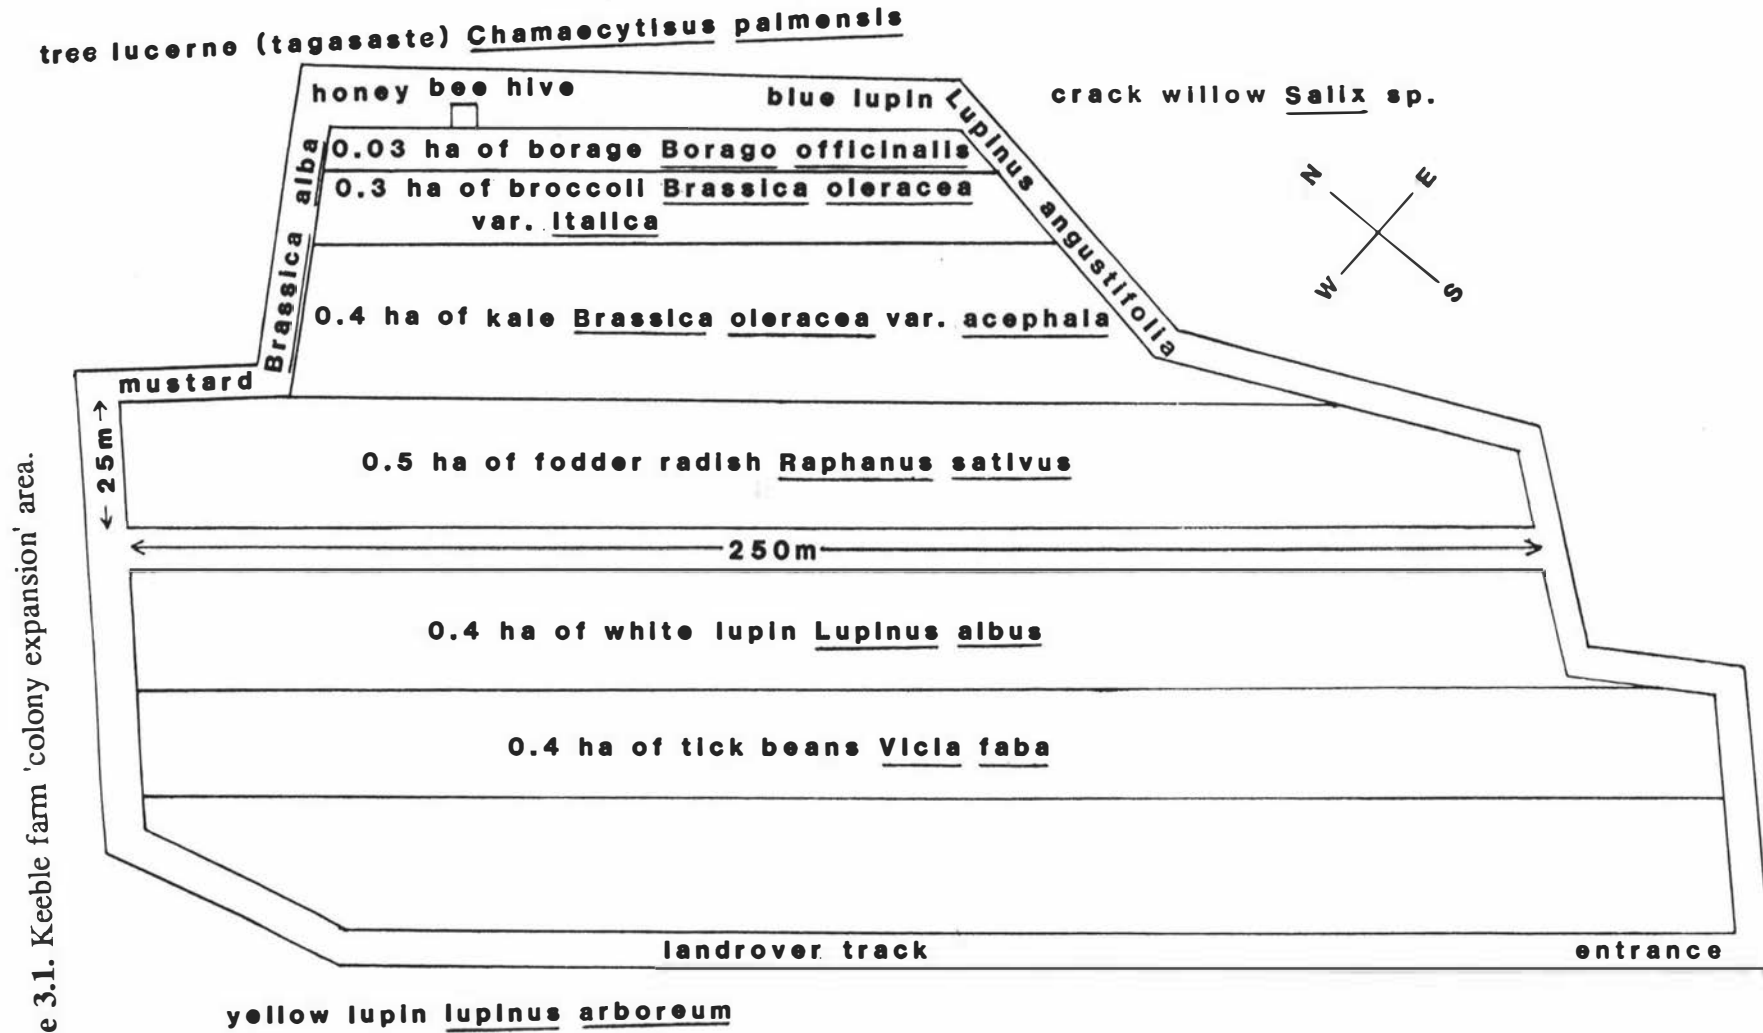 tree lucerne (tagasaste) Chamaecytisus palmensis
honey bee hive
blue lupin Lupinus angustifolia
crack willow Salix sp.
N
E
W
S
0.03 ha of borage Borago officinalis
0.3 ha of broccoli Brassica oleracea
var. italica
0.4 ha of kale Brassica oleracea var. acephala
mustard Brassica alba
25m
0.5 ha of fodder radish Raphanus sativus
250m
0.4 ha of white lupin Lupinus albus
0.4 ha of tick beans Vicia faba
landrover track
entrance
yellow lupin lupinus arboreum
e 3.1. Keeble farm 'colony expansion' area.